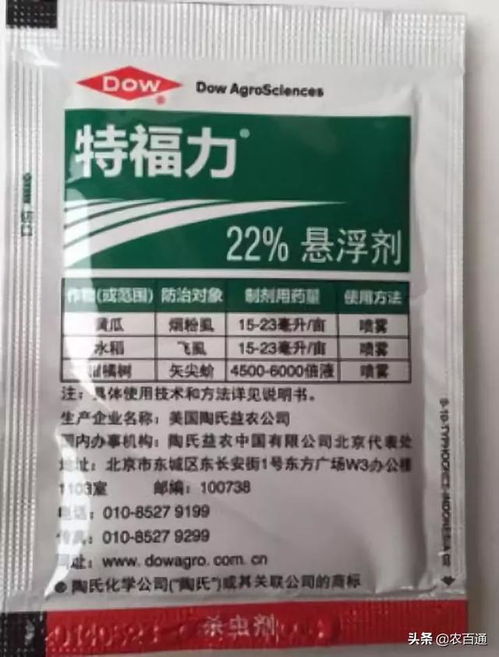 Dow
Dow AgroSciences
特福力®
22% 悬浮剂
作物(或范围) 防治对象 制剂用药量 使用方法
黄瓜 烟粉虱 15-23毫升/亩 喷雾
水稻 飞虱 15-23毫升/亩 喷雾
柑橘树 矢尖蚧 4500-6000倍液 喷雾
注:具体使用技术和方法详见说明书。
生产企业名称:美国陶氏益农公司
国内办事机构:陶氏益农中国有限公司北京代表处
地址:北京市东城区东长安街1号东方广场W3办公楼
1103室 邮编:100738
电话:010-8527 9199
传真:010-8527 9299
网址:www.dowagro.com.cn
®陶氏化学公司("陶氏")或其关联公司的商标
杀虫剂
头条 @农百通